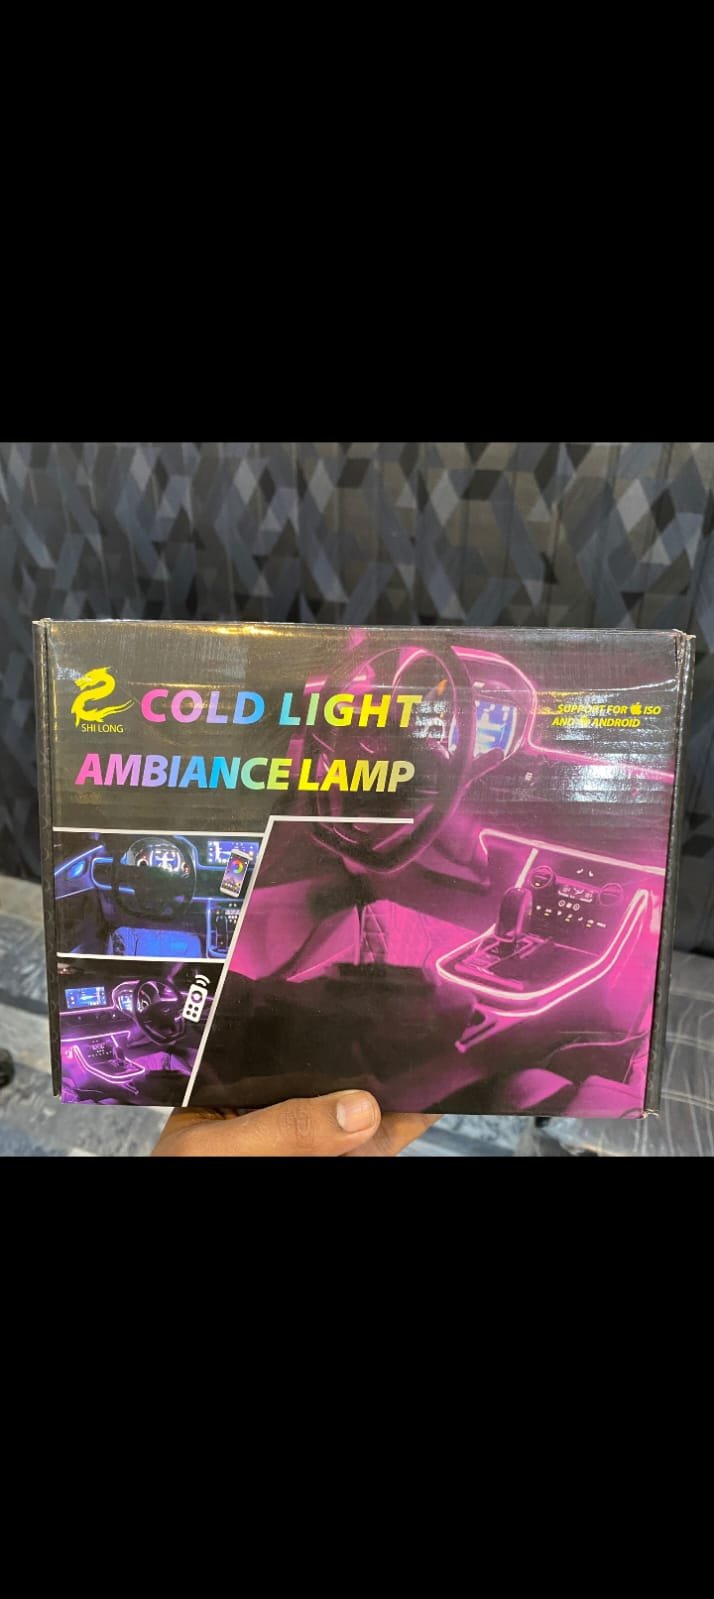 SHI LONG
COLD LIGHT
AMBIANCE LAMP
SUPPORT FOR ISO
AND ANDROID